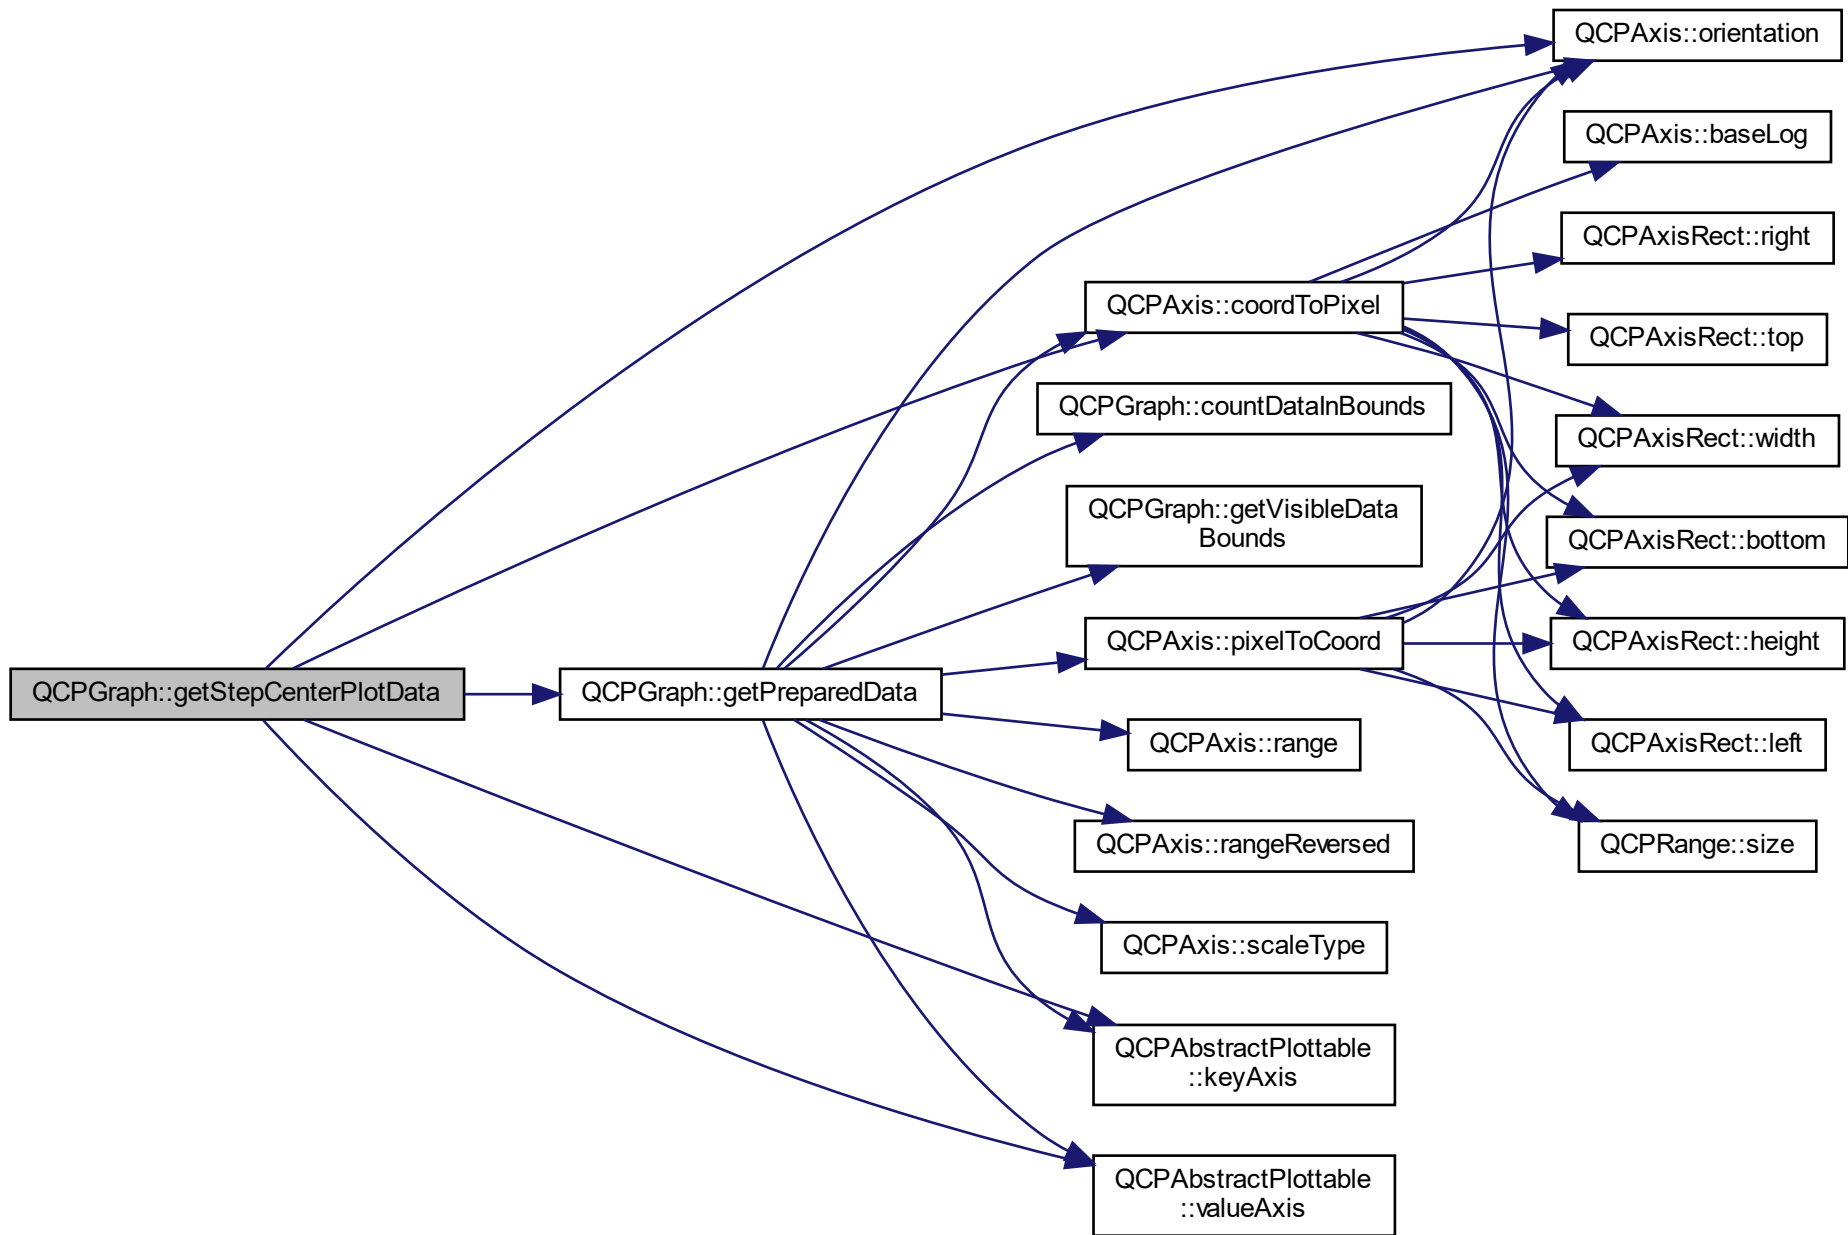 QCPGraph::getStepCenterPlotData
QCPGraph::getPreparedData
QCPAxis::coordToPixel
QCPGraph::countDataInBounds
QCPGraph::getVisibleData
Bounds
QCPAxis::pixelToCoord
QCPAxis::range
QCPAxis::rangeReversed
QCPAxis::scaleType
QCPAbstractPlottable
::keyAxis
QCPAbstractPlottable
::valueAxis
QCPAxis::orientation
QCPAxis::baseLog
QCPAxisRect::right
QCPAxisRect::top
QCPAxisRect::width
QCPAxisRect::bottom
QCPAxisRect::height
QCPAxisRect::left
QCPRange::size